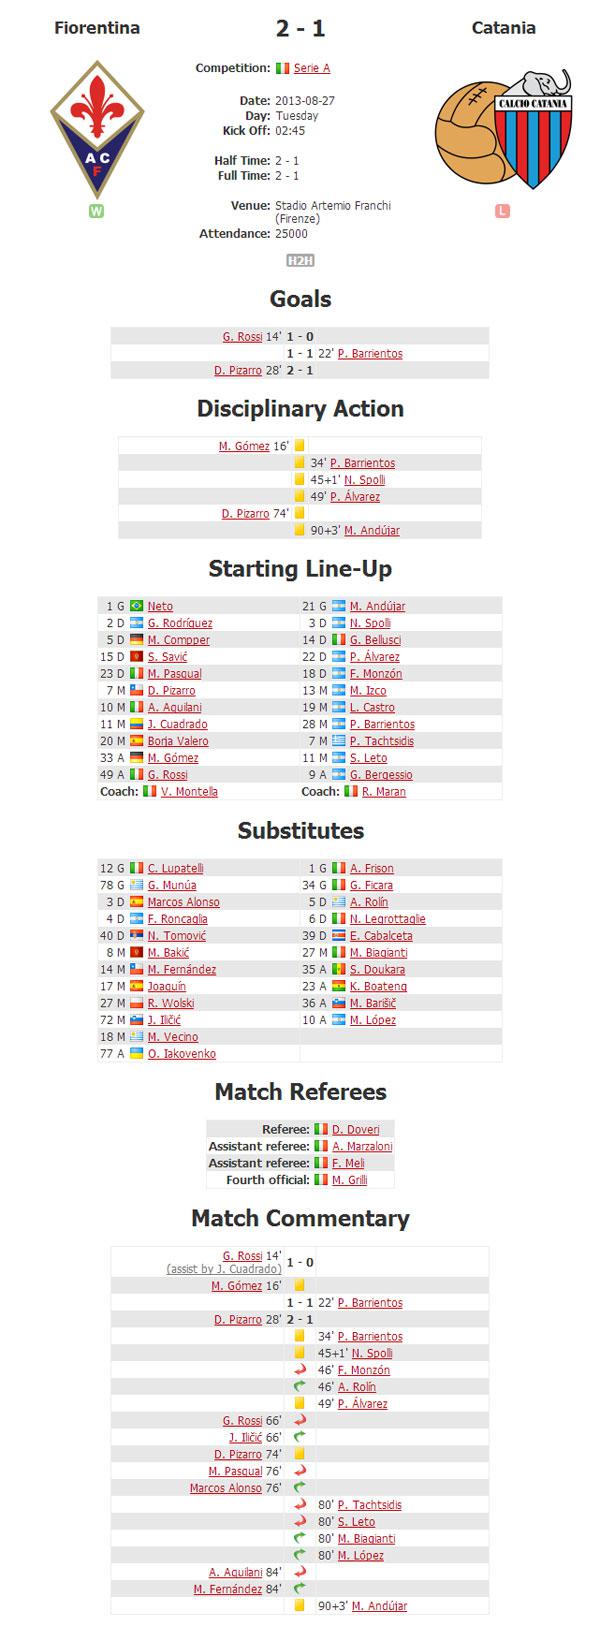 Fiorentina
2 - 1
Catania
Competition: Serie A
Date: 2013-08-27
Day: Tuesday
Kick Off: 02:45
Half Time: 2 - 1
Full Time: 2 - 1
Venue: Stadio Artemio Franchi
(Firenze)
Attendance: 25000
A C
F
CALCIO CATANIA
W
L
H2H
Goals
G. Rossi 14' 1 - 0
1 - 1 22' P. Barrientos
D. Pizarro 28' 2 - 1
Disciplinary Action
M. Gómez 16'
34' P. Barrientos
45+1' N. Spolli
49' P. Álvarez
D. Pizarro 74'
90+3' M. Andújar
Starting Line-Up
1 G Neto 21 G M. Andújar
2 D G. Rodríguez 3 D N. Spolli
5 D M. Compper 14 D G. Bellusci
15 D S. Savić 22 D P. Álvarez
23 D M. Pasqual 18 D F. Monzón
7 M D. Pizarro 13 M M. Izco
10 M A. Aquilani 19 M L. Castro
11 M J. Cuadrado 28 M P. Barrientos
20 M Borja Valero 7 M P. Tachtsidis
33 A M. Gómez 11 M S. Leto
49 A G. Rossi 9 A G. Bergessio
Coach: V. Montella Coach: R. Maran
Substitutes
12 G C. Lupatelli 1 G A. Frison
78 G G. Munúa 34 G G. Ficara
3 D Marcos Alonso 5 D A. Rolín
4 D F. Roncaglia 6 D N. Legrottaglie
40 D N. Tomović 39 D E. Cabalceta
8 M M. Bakić 27 M M. Biagianti
14 M M. Fernández 35 A S. Doukara
17 M Joaquín 23 A K. Boateng
27 M R. Wolski 36 A M. Barišič
72 M J. Iličić 10 A M. López
18 M M. Vecino
77 A O. Iakovenko
Match Referees
Referee: D. Doveri
Assistant referee: A. Marzaloni
Assistant referee: F. Meli
Fourth official: M. Grilli
Match Commentary
G. Rossi 14' 1 - 0
(assist by J. Cuadrado)
M. Gómez 16'
1 - 1 22' P. Barrientos
D. Pizarro 28' 2 - 1
34' P. Barrientos
45+1' N. Spolli
46' F. Monzón
46' A. Rolín
49' P. Álvarez
G. Rossi 66'
J. Iličić 66'
D. Pizarro 74'
M. Pasqual 76'
Marcos Alonso 76'
80' P. Tachtsidis
80' S. Leto
80' M. Biagianti
80' M. López
A. Aquilani 84'
M. Fernández 84'
90+3' M. Andújar